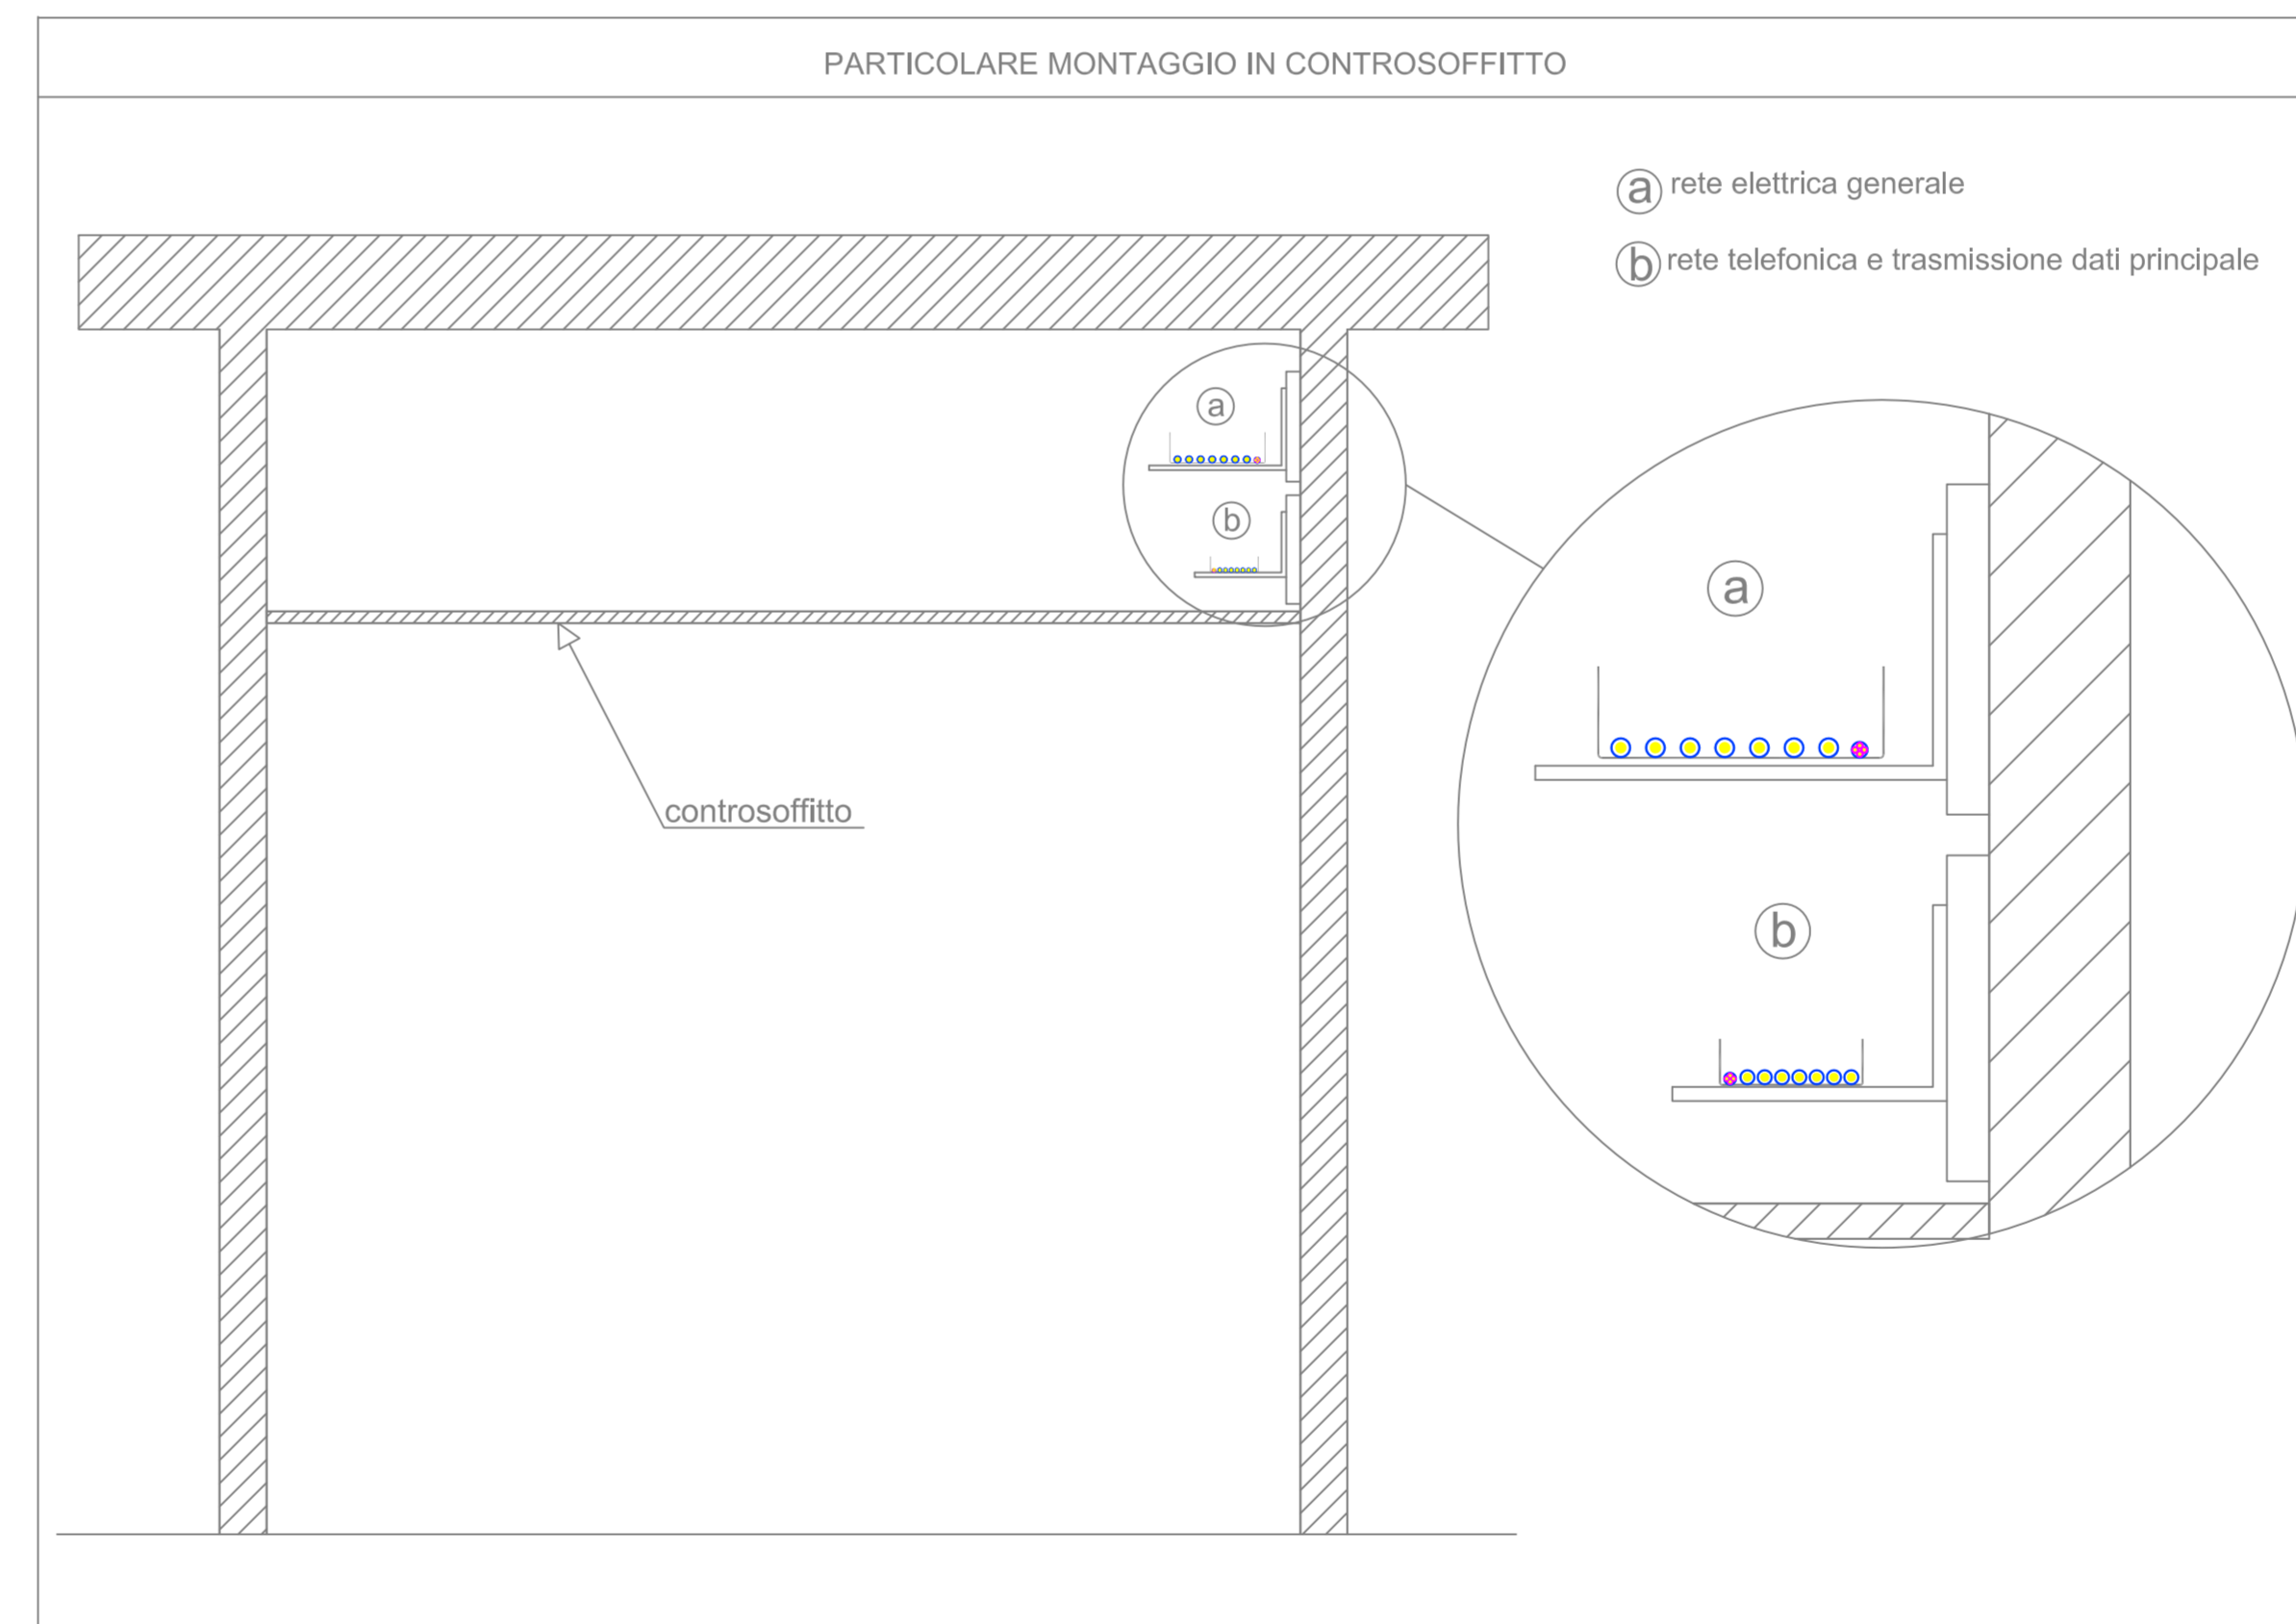 PARTICOLARE MONTAGGIO IN CONTROSOFFITTO
a rete elettrica generale
b rete telefonica e trasmissione dati principale
a
b
a
b
controsoffitto